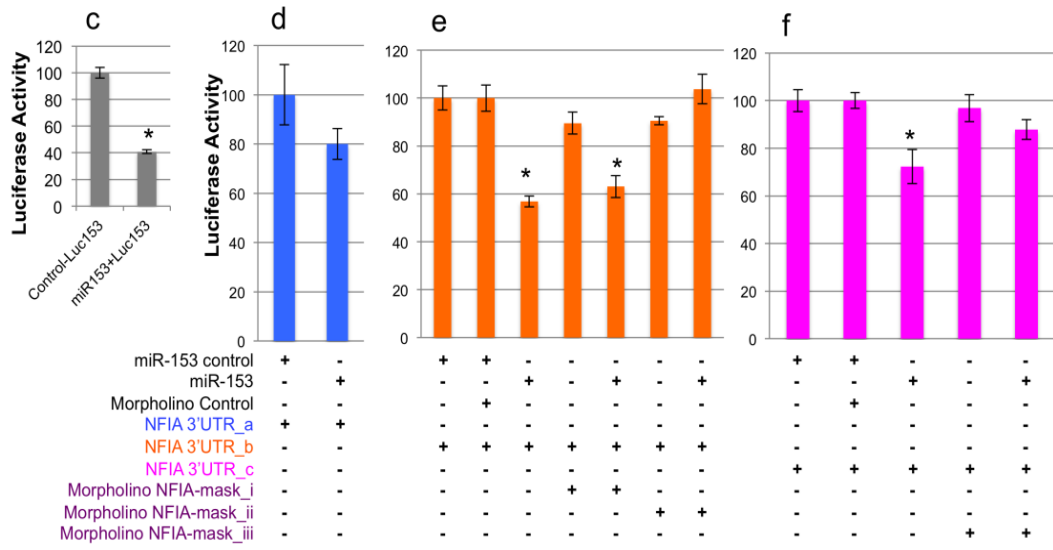 c
d
e
f
Luciferase Activity
120
100
80
60
40
20
0
*
Control-Luc153
miR153+Luc153
Luciferase Activity
120
100
80
60
40
20
0
120
100
80
60
40
20
0
*
*
120
100
80
60
40
20
0
*
miR-153 control + - + + - - - - - + + - - -
miR-153 - + - - + - + - + - - + - +
Morpholino Control - - - + - - - - - - + - - -
NFIA 3'UTR_a + + - - - - - - - - - - - -
NFIA 3'UTR_b - - + + + + + + + - - - - -
NFIA 3'UTR_c - - - - - - - - - + + + + +
Morpholino NFIA-mask_i - - - - - + + - - - - - - -
Morpholino NFIA-mask_ii - - - - - - - + + - - - - -
Morpholino NFIA-mask_iii - - - - - - - - - - - - + +